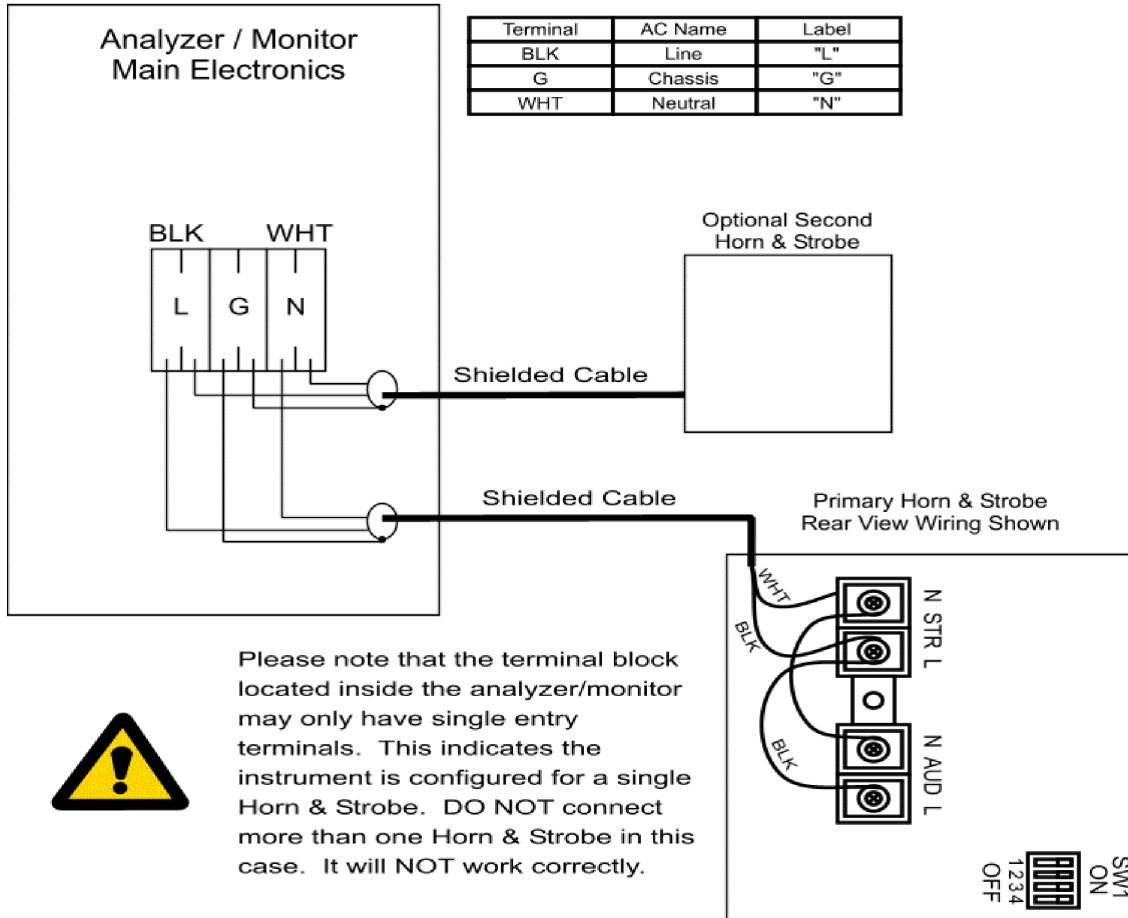 Analyzer / Monitor
Main Electronics
Terminal AC Name Label
BLK Line "L"
G Chassis "G"
WHT Neutral "N"
BLK WHT
L G N
Optional Second
Horn & Strobe
Shielded Cable
Shielded Cable
Primary Horn & Strobe
Rear View Wiring Shown
WHT
BLK
BLK
N STR L
N AUD L
Please note that the terminal block
located inside the analyzer/monitor
may only have single entry
terminals. This indicates the
instrument is configured for a single
Horn & Strobe. DO NOT connect
more than one Horn & Strobe in this
case. It will NOT work correctly.
!
SW1
ON
1234
OFF